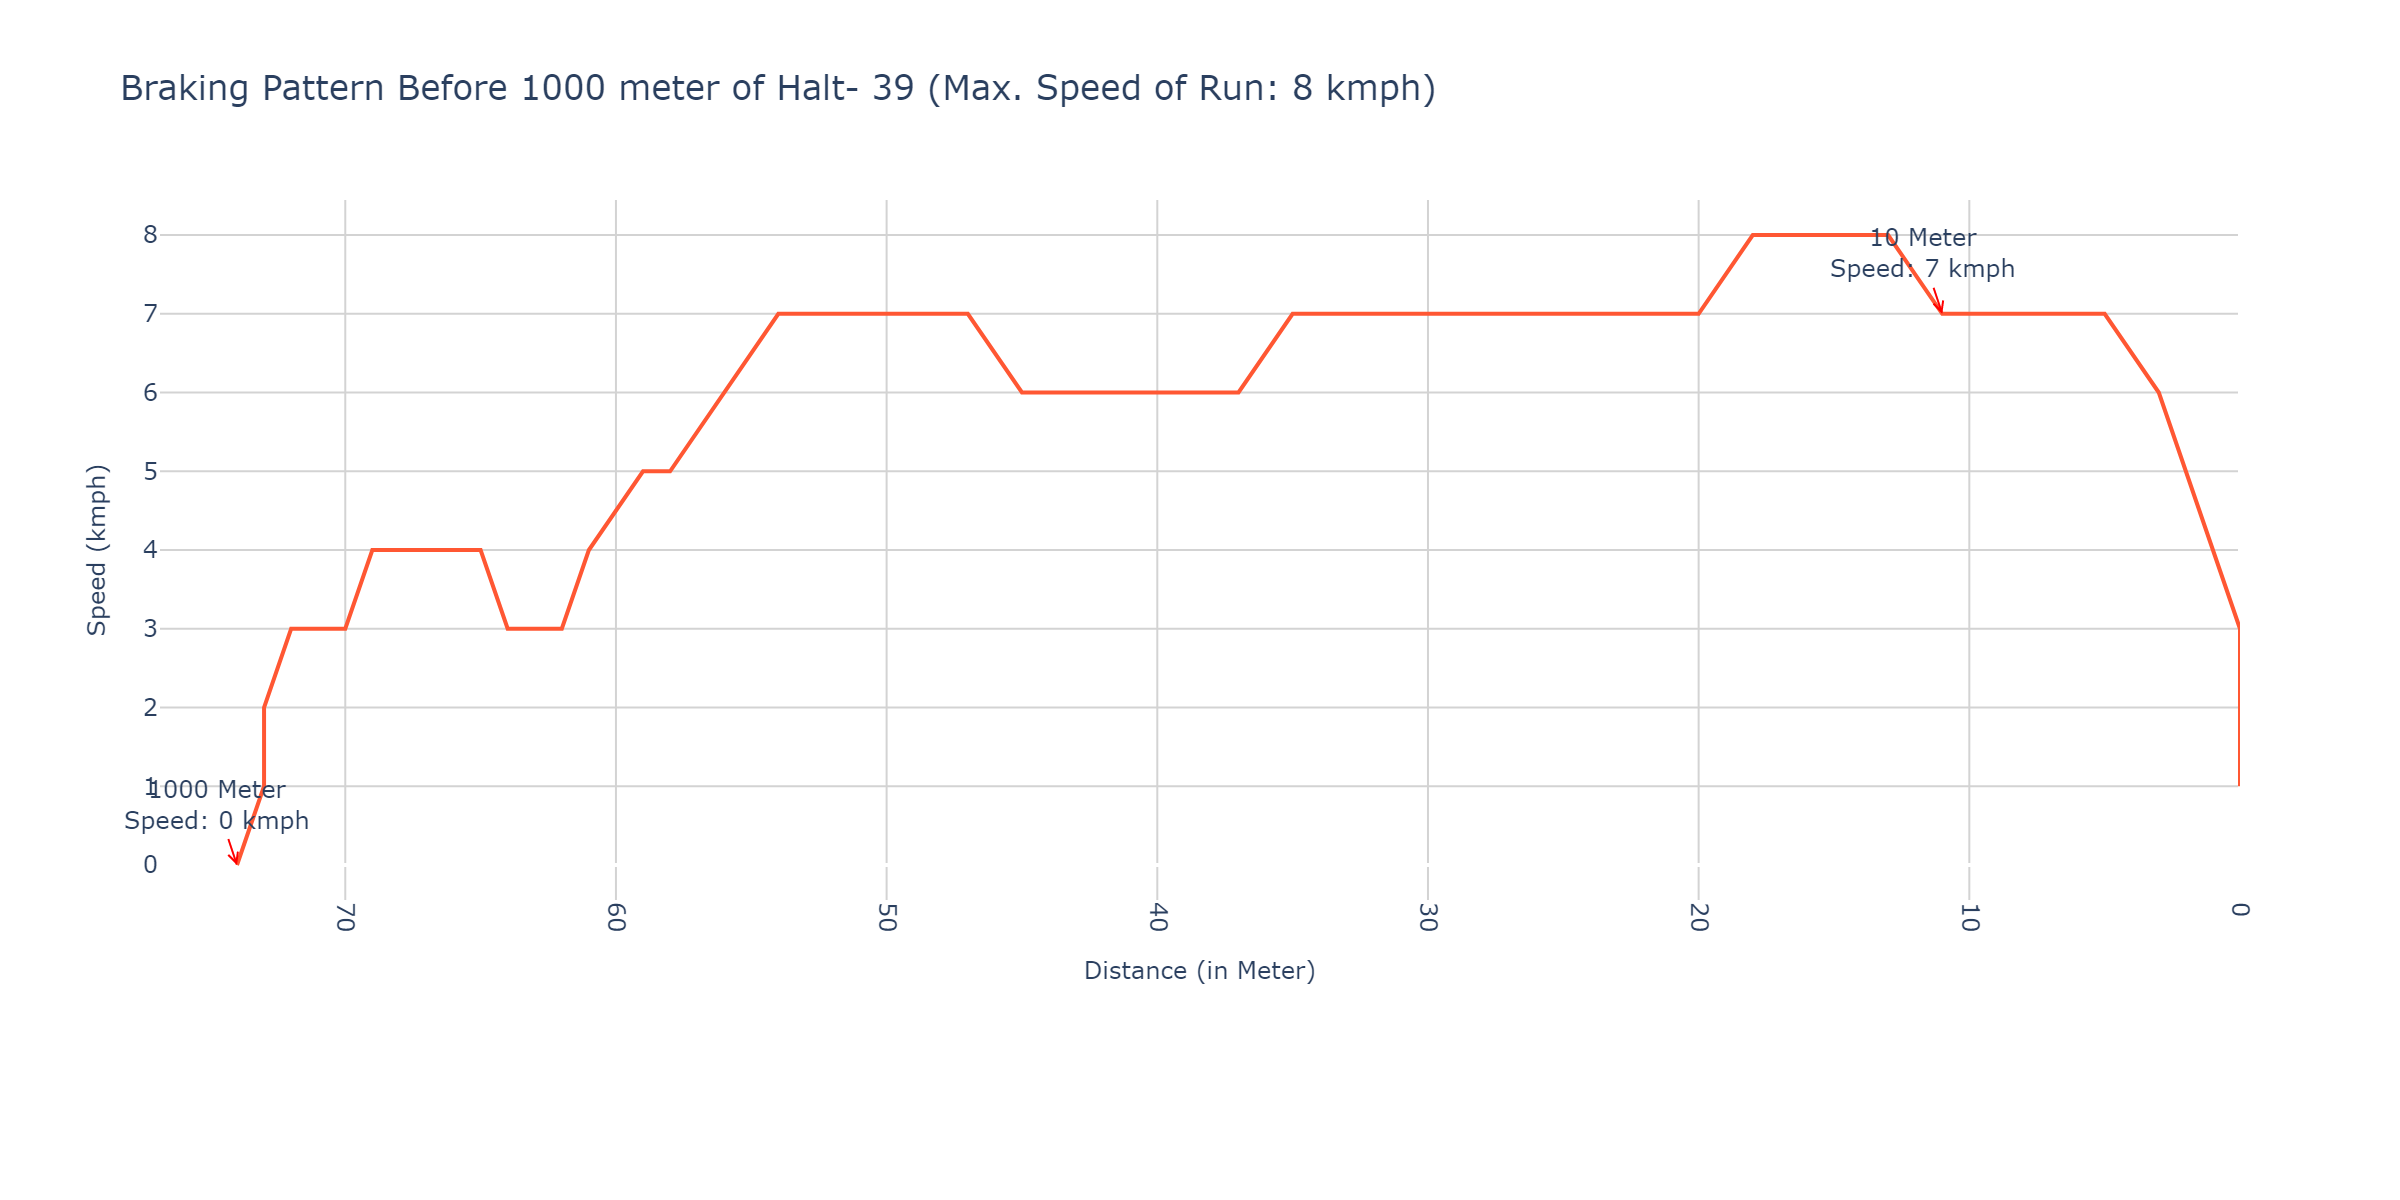 Braking Pattern Before 1000 meter of Halt- 39 (Max. Speed of Run: 8 kmph)
8
10 Meter
Speed: 7 kmph
7
6
5
4
3
2
1
1000 Meter
Speed: 0 kmph
0
Speed (kmph)
70
60
50
40
30
20
10
0
Distance (in Meter)